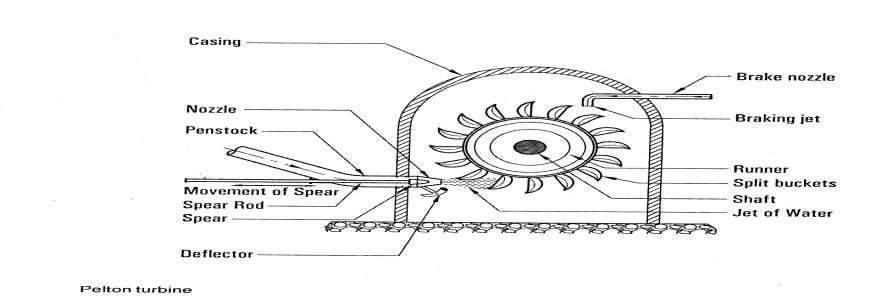 Casing
Brake nozzle
Nozzle
Braking jet
Penstock
Runner
Split buckets
Movement of Spear
Shaft
Spear Rod
Jet of Water
Spear
Deflector
Pelton turbine